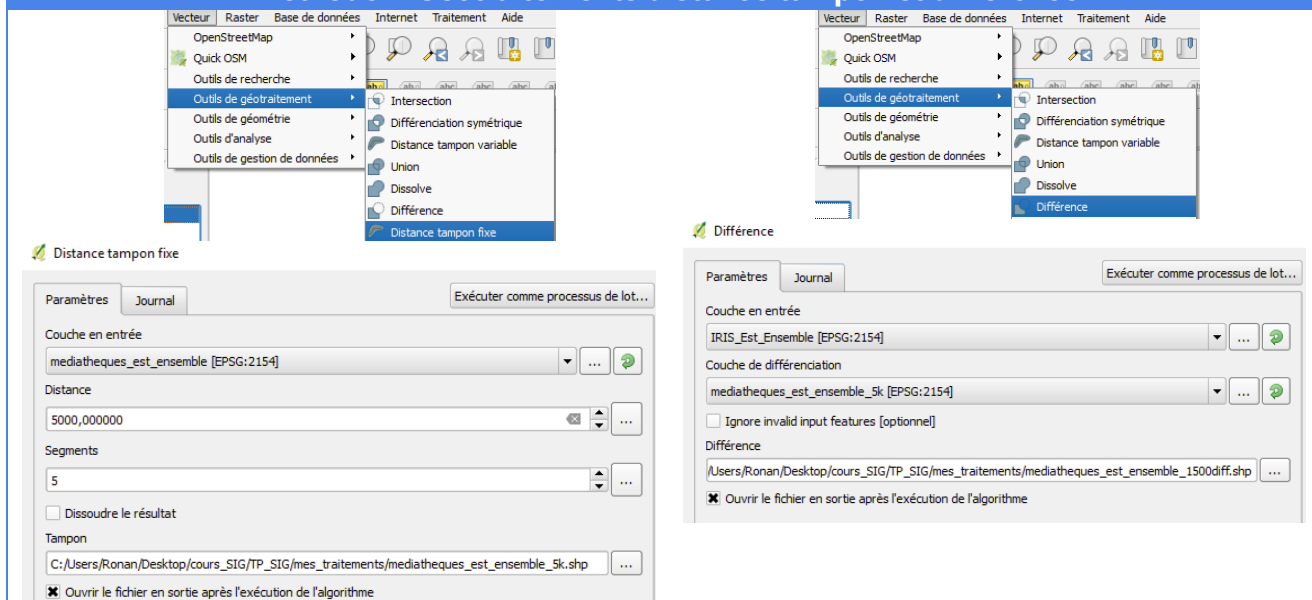 Vecteur Raster Base de données Internet Traitement Aide
OpenStreetMap
Quick OSM
Outils de recherche
Outils de géotraitement
Outils de géométrie
Outils d'analyse
Outils de gestion de données
Intersection
Différenciation symétrique
Distance tampon variable
Union
Dissolve
Différence
Distance tampon fixe
Distance tampon fixe
Paramètres Journal
Exécuter comme processus de lot...
Couche en entrée
mediatheques_est_ensemble [EPSG:2154]
...
Distance
5000,000000
...
Segments
5
...
Dissoudre le résultat
Tampon
C:/Users/Ronan/Desktop/cours_SIG/TP_SIG/mes_traitements/mediatheques_est_ensemble_5k.shp
...
Ouvrir le fichier en sortie après l'exécution de l'algorithme
Vecteur Raster Base de données Internet Traitement Aide
OpenStreetMap
Quick OSM
Outils de recherche
Outils de géotraitement
Outils de géométrie
Outils d'analyse
Outils de gestion de données
Intersection
Différenciation symétrique
Distance tampon variable
Union
Dissolve
Différence
Différence
Paramètres Journal
Exécuter comme processus de lot...
Couche en entrée
IRIS_Est_Ensemble [EPSG:2154]
...
Couche de différenciation
mediatheques_est_ensemble_5k [EPSG:2154]
...
Ignore invalid input features [optionnel]
Différence
/Users/Ronan/Desktop/cours_SIG/TP_SIG/mes_traitements/mediatheques_est_ensemble_1500diff.shp
...
Ouvrir le fichier en sortie après l'exécution de l'algorithme